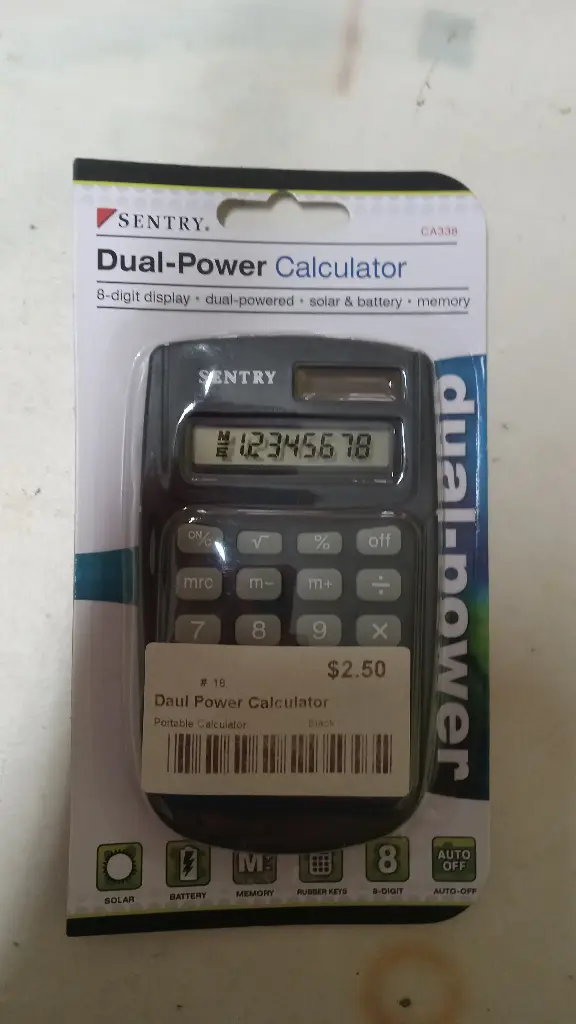 SENTRY.
CA338
Dual-Power Calculator
8-digit display • dual-powered • solar & battery • memory
SENTRY
M
E 12345678
dual-power
ON/C √ % off
mrc m− m+ ÷
7 8 9 ×
$2.50
# 18
Daul Power Calculator
Portable Calculator Black
M 8 AUTO OFF
SOLAR BATTERY MEMORY RUBBER KEYS 8-DIGIT AUTO-OFF